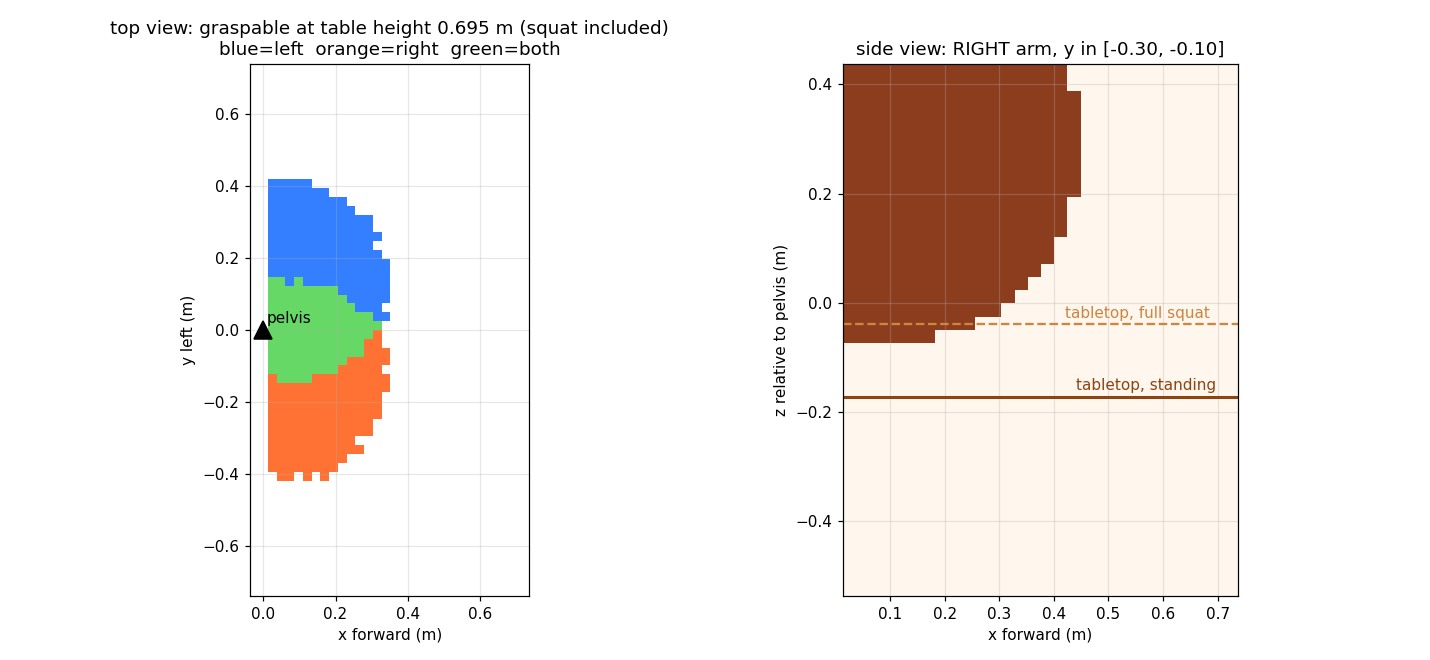 top view: graspable at table height 0.695 m (squat included)
blue=left  orange=right  green=both
0.6
0.4
0.2
0.0
−0.2
−0.4
−0.6
y left (m)
pelvis
0.0
0.2
0.4
0.6
x forward (m)
side view: RIGHT arm, y in [-0.30, -0.10]
0.4
0.2
0.0
−0.2
−0.4
z relative to pelvis (m)
tabletop, full squat
tabletop, standing
0.1
0.2
0.3
0.4
0.5
0.6
0.7
x forward (m)